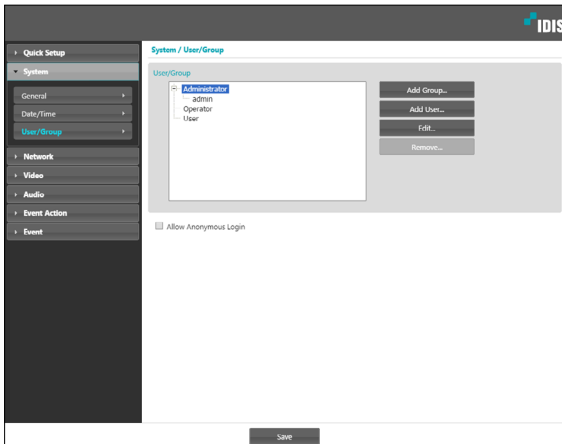 IDIS
Quick Setup
System
General
Date/Time
User/Group
Network
Video
Audio
Event Action
Event
System / User/Group
User/Group
Administrator
admin
Operator
User
Add Group...
Add User...
Edit...
Remove...
Allow Anonymous Login
Save